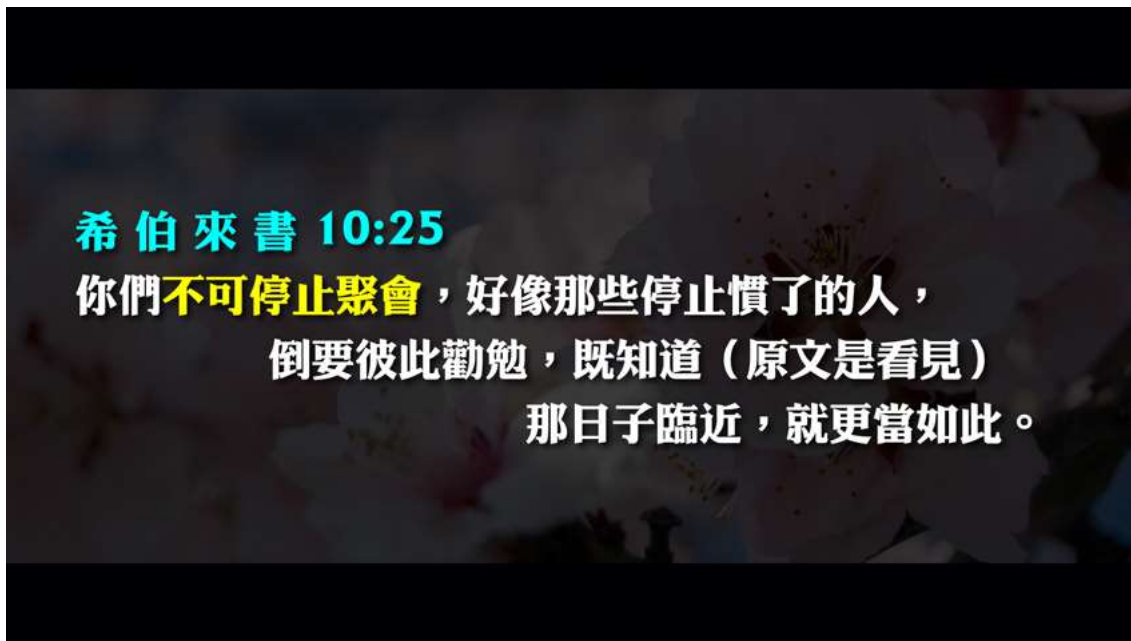 希伯來書 10:25
你們不可停止聚會，好像那些停止慣了的人，
倒要彼此勸勉，既知道（原文是看見）
那日子臨近，就更當如此。